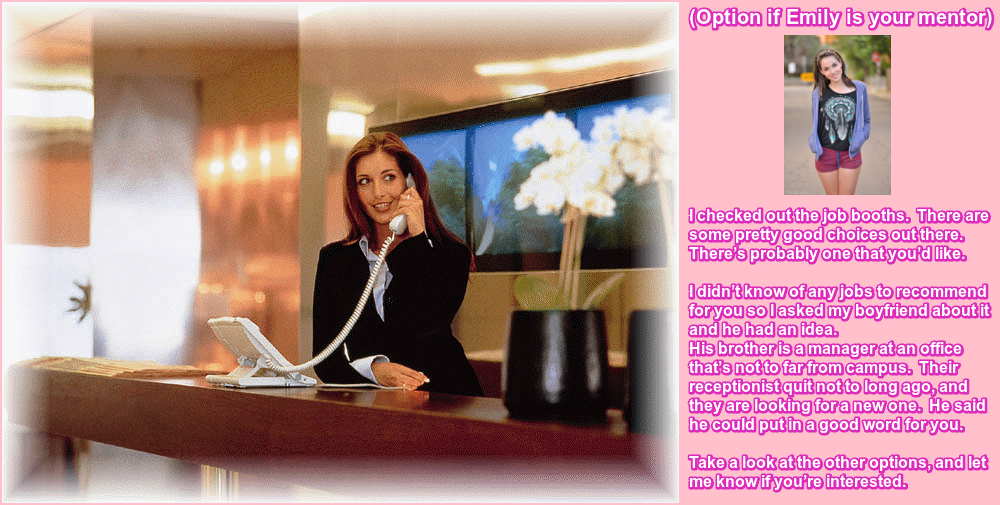 (Option if Emily is your mentor)
I checked out the job booths.  There are
some pretty good choices out there.
There's probably one that you'd like.
I didn't know of any jobs to recommend
for you so I asked my boyfriend about it
and he had an idea.
His brother is a manager at an office
that's not to far from campus.  Their
receptionist quit not to long ago, and
they are looking for a new one.  He said
he could put in a good word for you.
Take a look at the other options, and let
me know if you're interested.